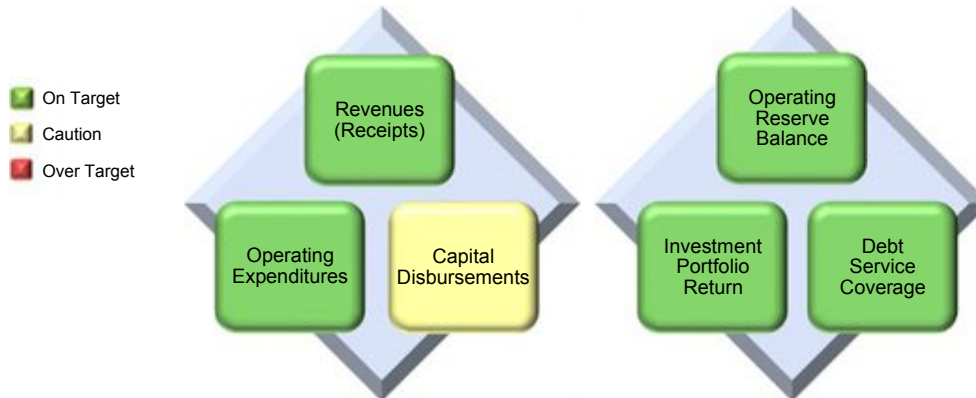 On Target
Caution
Over Target
Revenues
(Receipts)
Operating
Expenditures
Capital
Disbursements
Operating
Reserve
Balance
Investment
Portfolio
Return
Debt
Service
Coverage